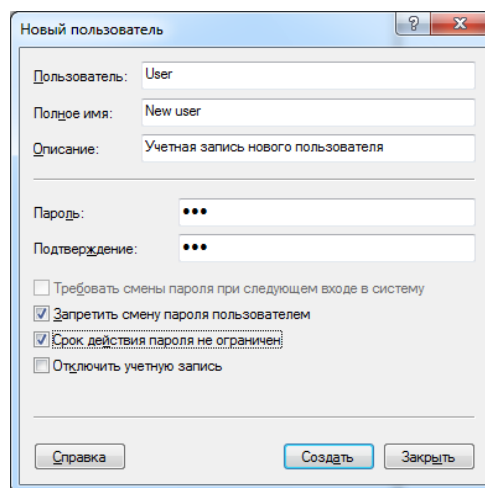 Новый пользователь
Пользователь: User
Полное имя: New user
Описание: Учетная запись нового пользователя
Пароль: •••
Подтверждение: •••
Требовать смены пароля при следующем входе в систему
Запретить смену пароля пользователем
Срок действия пароля не ограничен
Отключить учетную запись
Справка Создать Закрыть